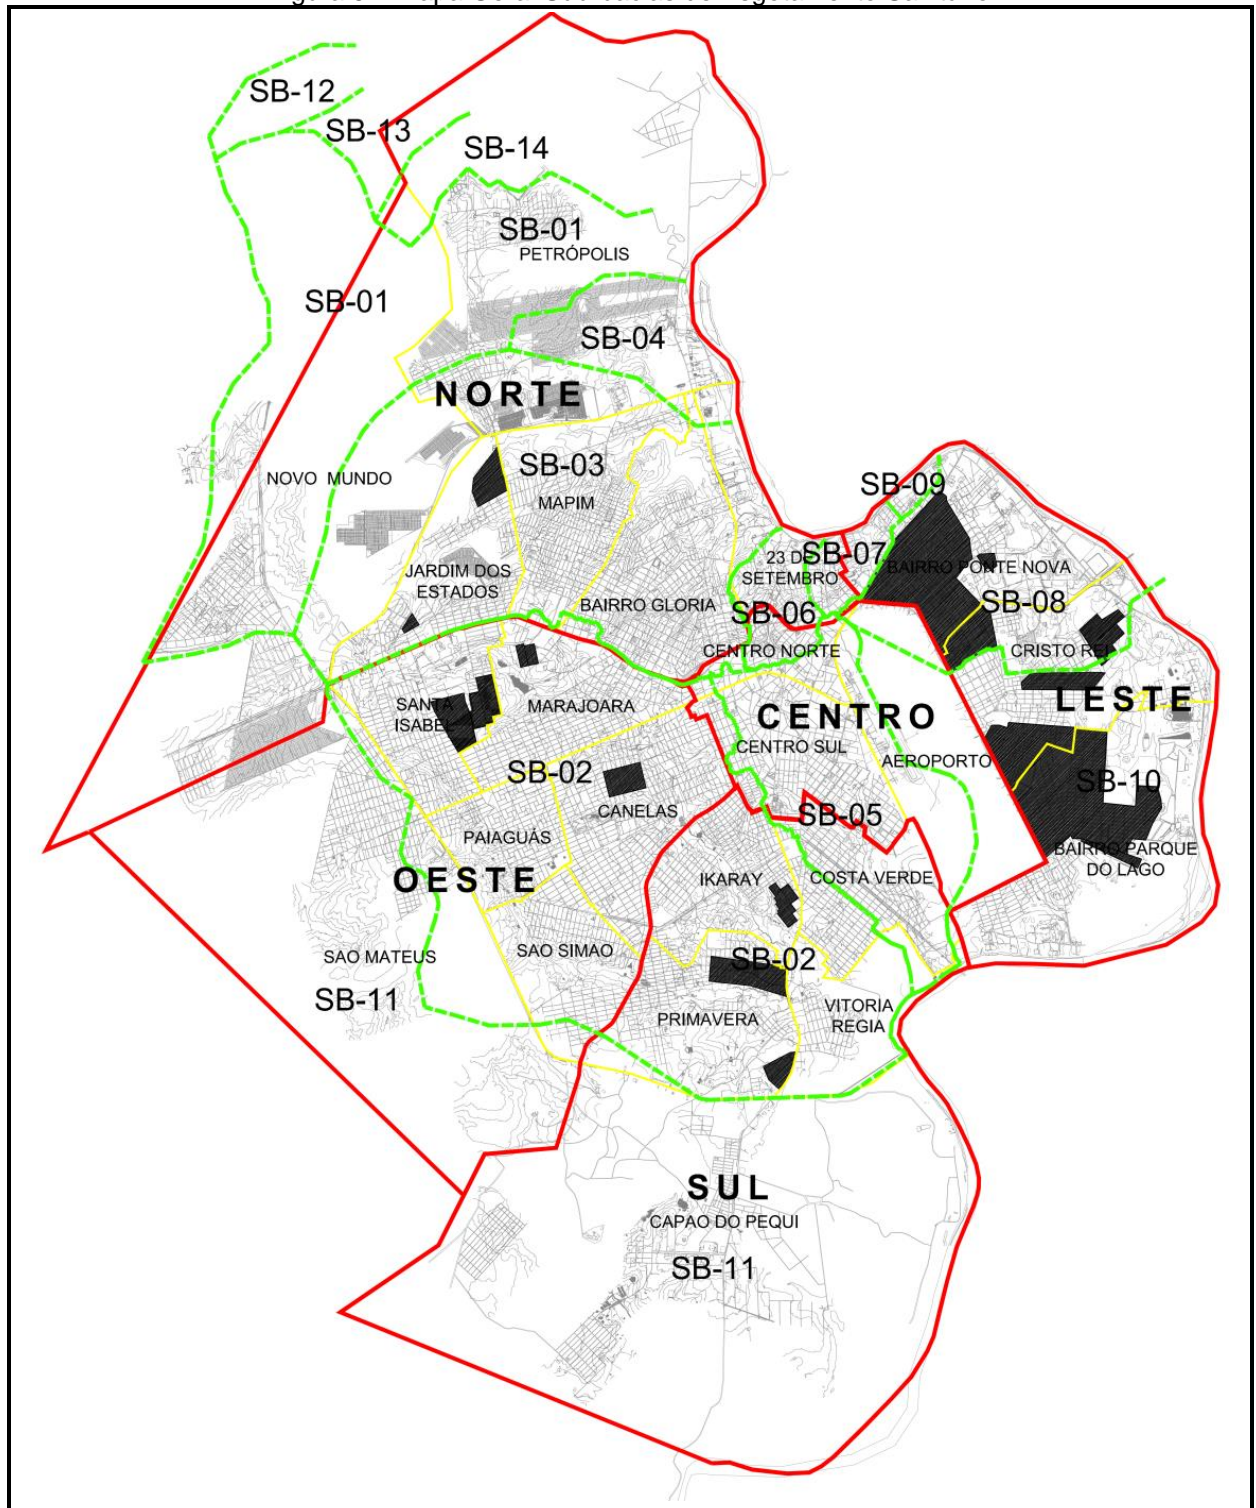 SB-12
SB-13
SB-14
SB-01
PETRÓPOLIS
SB-01
SB-04
NORTE
SB-03
MAPIM
NOVO MUNDO
SB-09
SB-07
23 DE
SETEMBRO
BAIRRO PONTE NOVA
JARDIM DOS
ESTADOS
BAIRRO GLORIA
SB-06
SB-08
CENTRO NORTE
CRISTO REI
SANTA
ISABEL
MARAJOARA
CENTRO
LESTE
CENTRO SUL
AEROPORTO
SB-02
SB-10
CANELAS
SB-05
PAIAGUÁS
BAIRRO PARQUE
DO LAGO
OESTE
IKARAY
COSTA VERDE
SAO MATEUS
SAO SIMAO
SB-02
SB-11
PRIMAVERA
VITORIA
REGIA
SUL
CAPAO DO PEQUI
SB-11